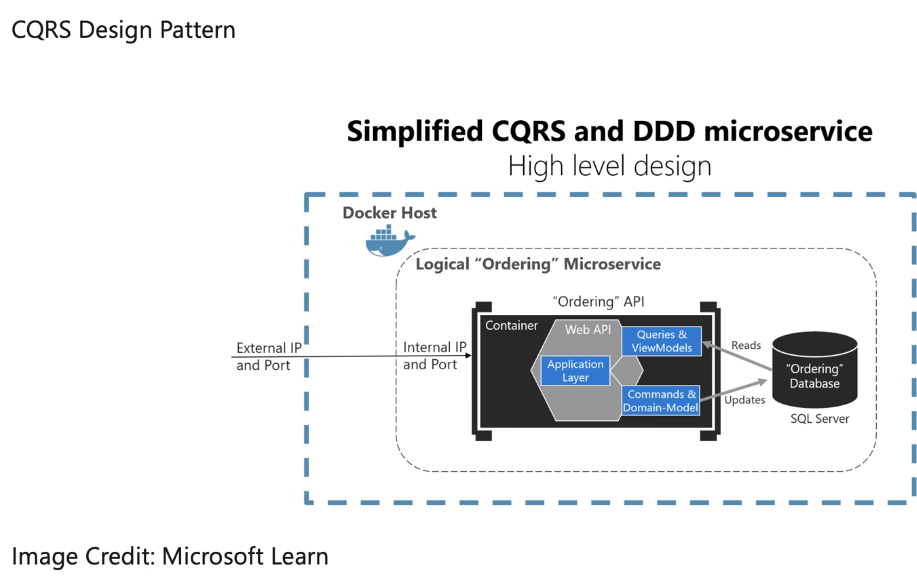 CQRS Design Pattern
Simplified CQRS and DDD microservice
High level design
Docker Host
Logical “Ordering” Microservice
“Ordering” API
Container
Web API
Queries &
ViewModels
Application
Layer
Commands &
Domain-Model
External IP
and Port
Internal IP
and Port
Reads
Updates
“Ordering”
Database
SQL Server
Image Credit: Microsoft Learn